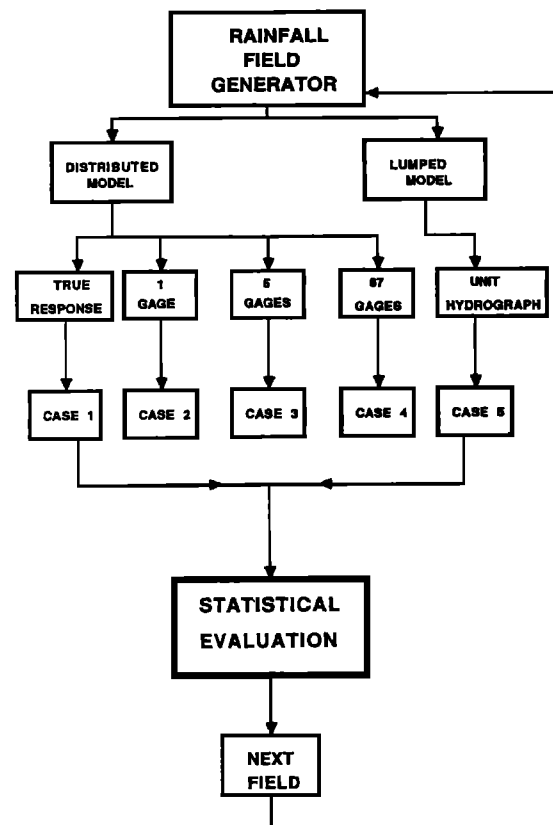 RAINFALL
FIELD
GENERATOR
DISTRIBUTED
MODEL
LUMPED
MODEL
TRUE
RESPONSE
1
GAGE
5
GAGES
67
GAGES
UNIT
HYDROGRAPH
CASE 1
CASE 2
CASE 3
CASE 4
CASE 5
STATISTICAL
EVALUATION
NEXT
FIELD